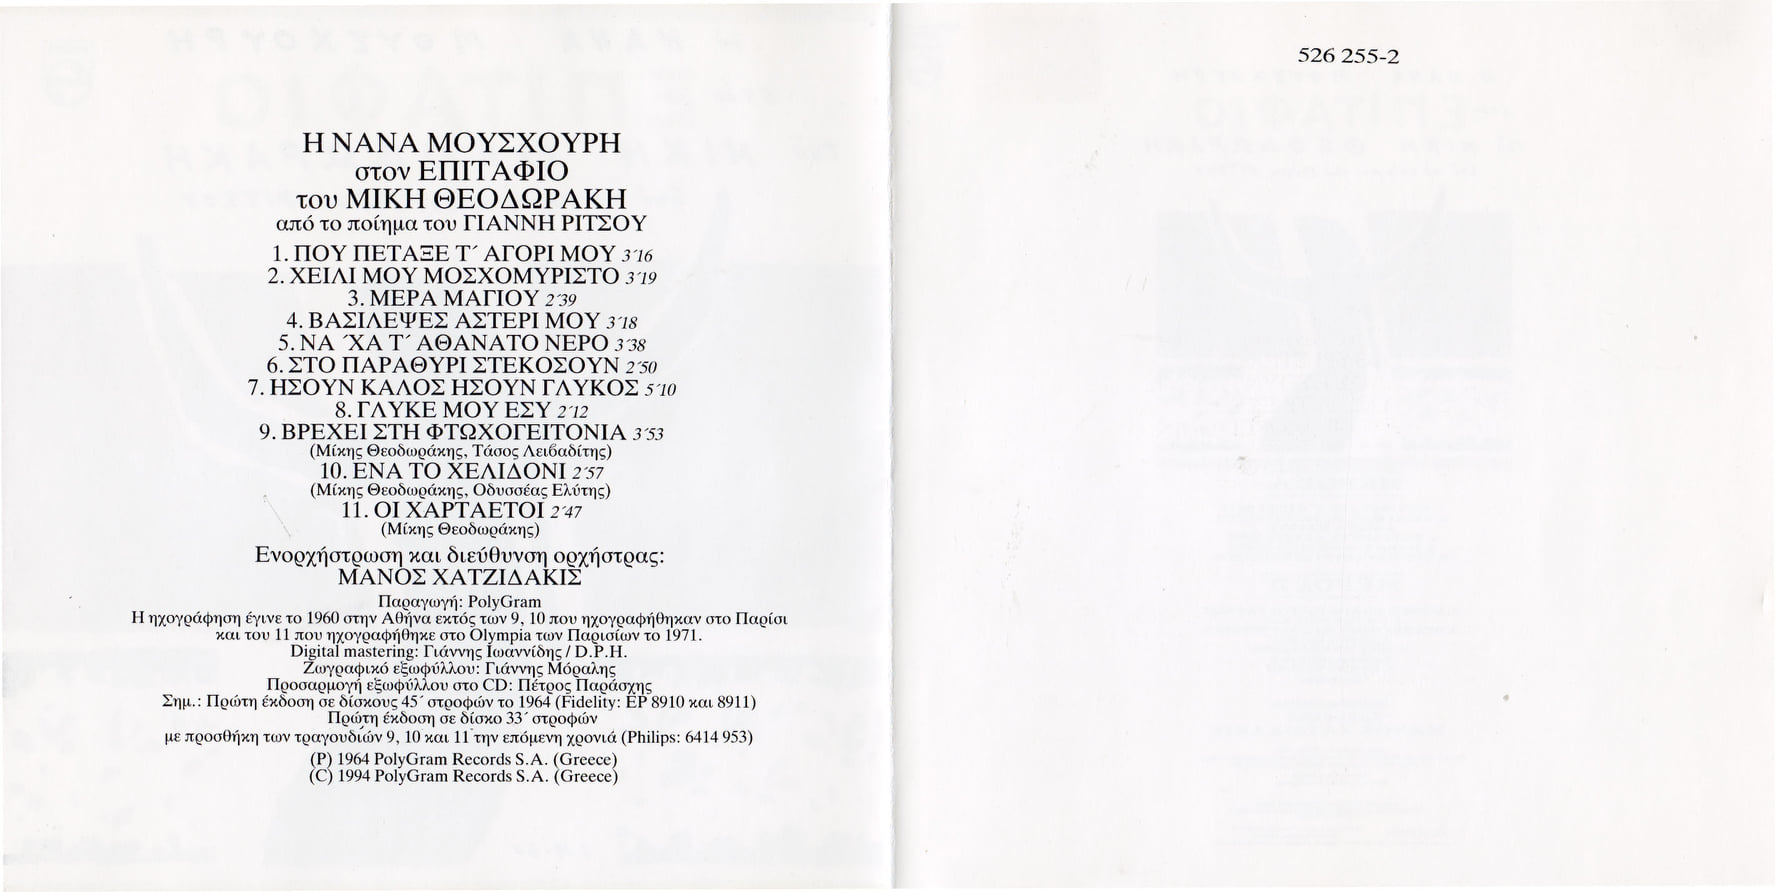 Η ΝΑΝΑ ΜΟΥΣΧΟΥΡΗ
στον ΕΠΙΤΑΦΙΟ
του ΜΙΚΗ ΘΕΟΔΩΡΑΚΗ
από το ποίημα του ΓΙΑΝΝΗ ΡΙΤΣΟΥ
1. ΠΟΥ ΠΕΤΑΞΕ Τ΄ ΑΓΟΡΙ ΜΟΥ 3΄16
2. ΧΕΙΛΙ ΜΟΥ ΜΟΣΧΟΜΥΡΙΣΤΟ 3΄19
3. ΜΕΡΑ ΜΑΓΙΟΥ 2΄39
4. ΒΑΣΙΛΕΨΕΣ ΑΣΤΕΡΙ ΜΟΥ 3΄18
5. ΝΑ ΄ΧΑ Τ΄ ΑΘΑΝΑΤΟ ΝΕΡΟ 3΄38
6. ΣΤΟ ΠΑΡΑΘΥΡΙ ΣΤΕΚΟΣΟΥΝ 2΄50
7. ΗΣΟΥΝ ΚΑΛΟΣ ΗΣΟΥΝ ΓΛΥΚΟΣ 5΄10
8. ΓΛΥΚΕ ΜΟΥ ΕΣΥ 2΄12
9. ΒΡΕΧΕΙ ΣΤΗ ΦΤΩΧΟΓΕΙΤΟΝΙΑ 3΄53
(Μίκης Θεοδωράκης, Τάσος Λειβαδίτης)
10. ΕΝΑ ΤΟ ΧΕΛΙΔΟΝΙ 2΄57
(Μίκης Θεοδωράκης, Οδυσσέας Ελύτης)
11. ΟΙ ΧΑΡΤΑΕΤΟΙ 2΄47
(Μίκης Θεοδωράκης)
Ενορχήστρωση και διεύθυνση ορχήστρας:
ΜΑΝΟΣ ΧΑΤΖΙΔΑΚΙΣ
Παραγωγή: PolyGram
Η ηχογράφηση έγινε το 1960 στην Αθήνα εκτός των 9, 10 που ηχογραφήθηκαν στο Παρίσι
και του 11 που ηχογραφήθηκε στο Olympia των Παρισίων το 1971.
Digital mastering: Γιάννης Ιωαννίδης / D.P.H.
Ζωγραφικό εξωφύλλου: Γιάννης Μόραλης
Προσαρμογή εξωφύλλου στο CD: Πέτρος Παράσχης
Σημ.: Πρώτη έκδοση σε δίσκους 45΄ στροφών το 1964 (Fidelity: EP 8910 και 8911)
Πρώτη έκδοση σε δίσκο 33΄ στροφών
με προσθήκη των τραγουδιών 9, 10 και 11 την επόμενη χρονιά (Philips: 6414 953)
(P) 1964 PolyGram Records S.A. (Greece)
(C) 1994 PolyGram Records S.A. (Greece)
526 255-2